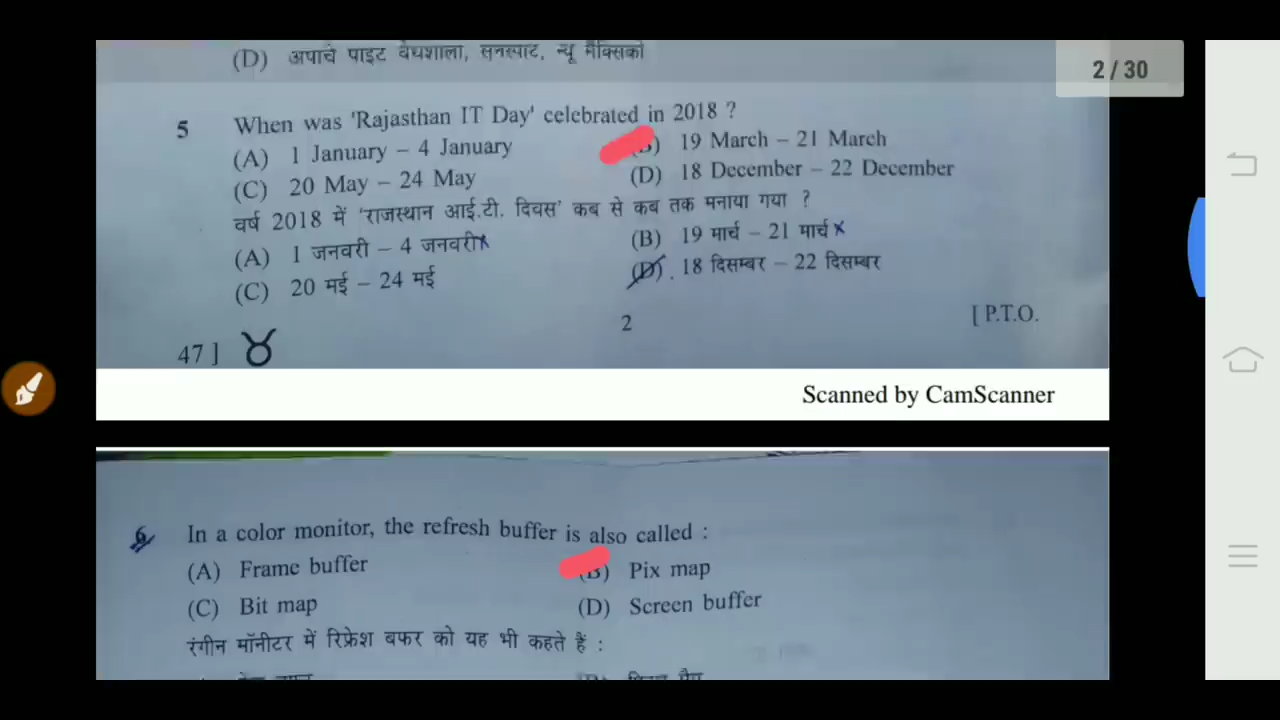 (D) अपाचे पाइट वेधशाला, सनस्पाट, न्यू मैक्सिको
2 / 30
5 When was 'Rajasthan IT Day' celebrated in 2018 ?
(A) 1 January – 4 January (B) 19 March – 21 March
(C) 20 May – 24 May (D) 18 December – 22 December
वर्ष 2018 में 'राजस्थान आई.टी. दिवस' कब से कब तक मनाया गया ?
(A) 1 जनवरी – 4 जनवरी (B) 19 मार्च – 21 मार्च
(C) 20 मई – 24 मई (D) 18 दिसम्बर – 22 दिसम्बर
2 [ P.T.O.
47 ] ♉
Scanned by CamScanner
6 In a color monitor, the refresh buffer is also called :
(A) Frame buffer (B) Pix map
(C) Bit map (D) Screen buffer
रंगीन मॉनीटर में रिफ्रेश बफर को यह भी कहते हैं :